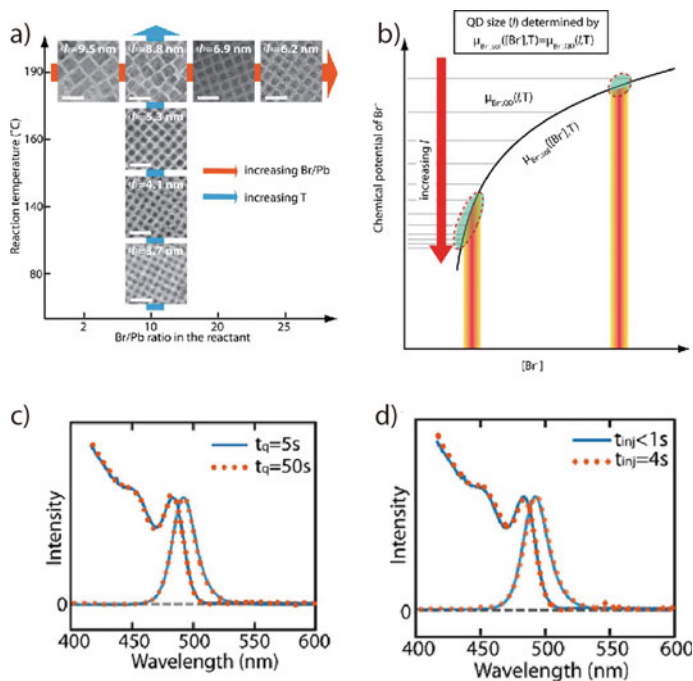 a)
l=9.5 nm
l=8.8 nm
l=6.9 nm
l=6.2 nm
l=5.3 nm
l=4.1 nm
l=3.7 nm
Reaction temperature (°C)
190
160
140
80
increasing Br/Pb
increasing T
2
10
20
25
Br/Pb ratio in the reactant
b)
QD size (l) determined by
μBr-,sol([Br-],T)=μBr-,QD(l,T)
Chemical potential of Br-
increasing l
μBr-,QD(l,T)
μBr-,sol([Br-],T)
[Br-]
c)
tq=5s
tq=50s
Intensity
0
400
450
500
550
600
Wavelength (nm)
d)
tinj<1s
tinj=4s
Intensity
0
400
450
500
550
600
Wavelength (nm)